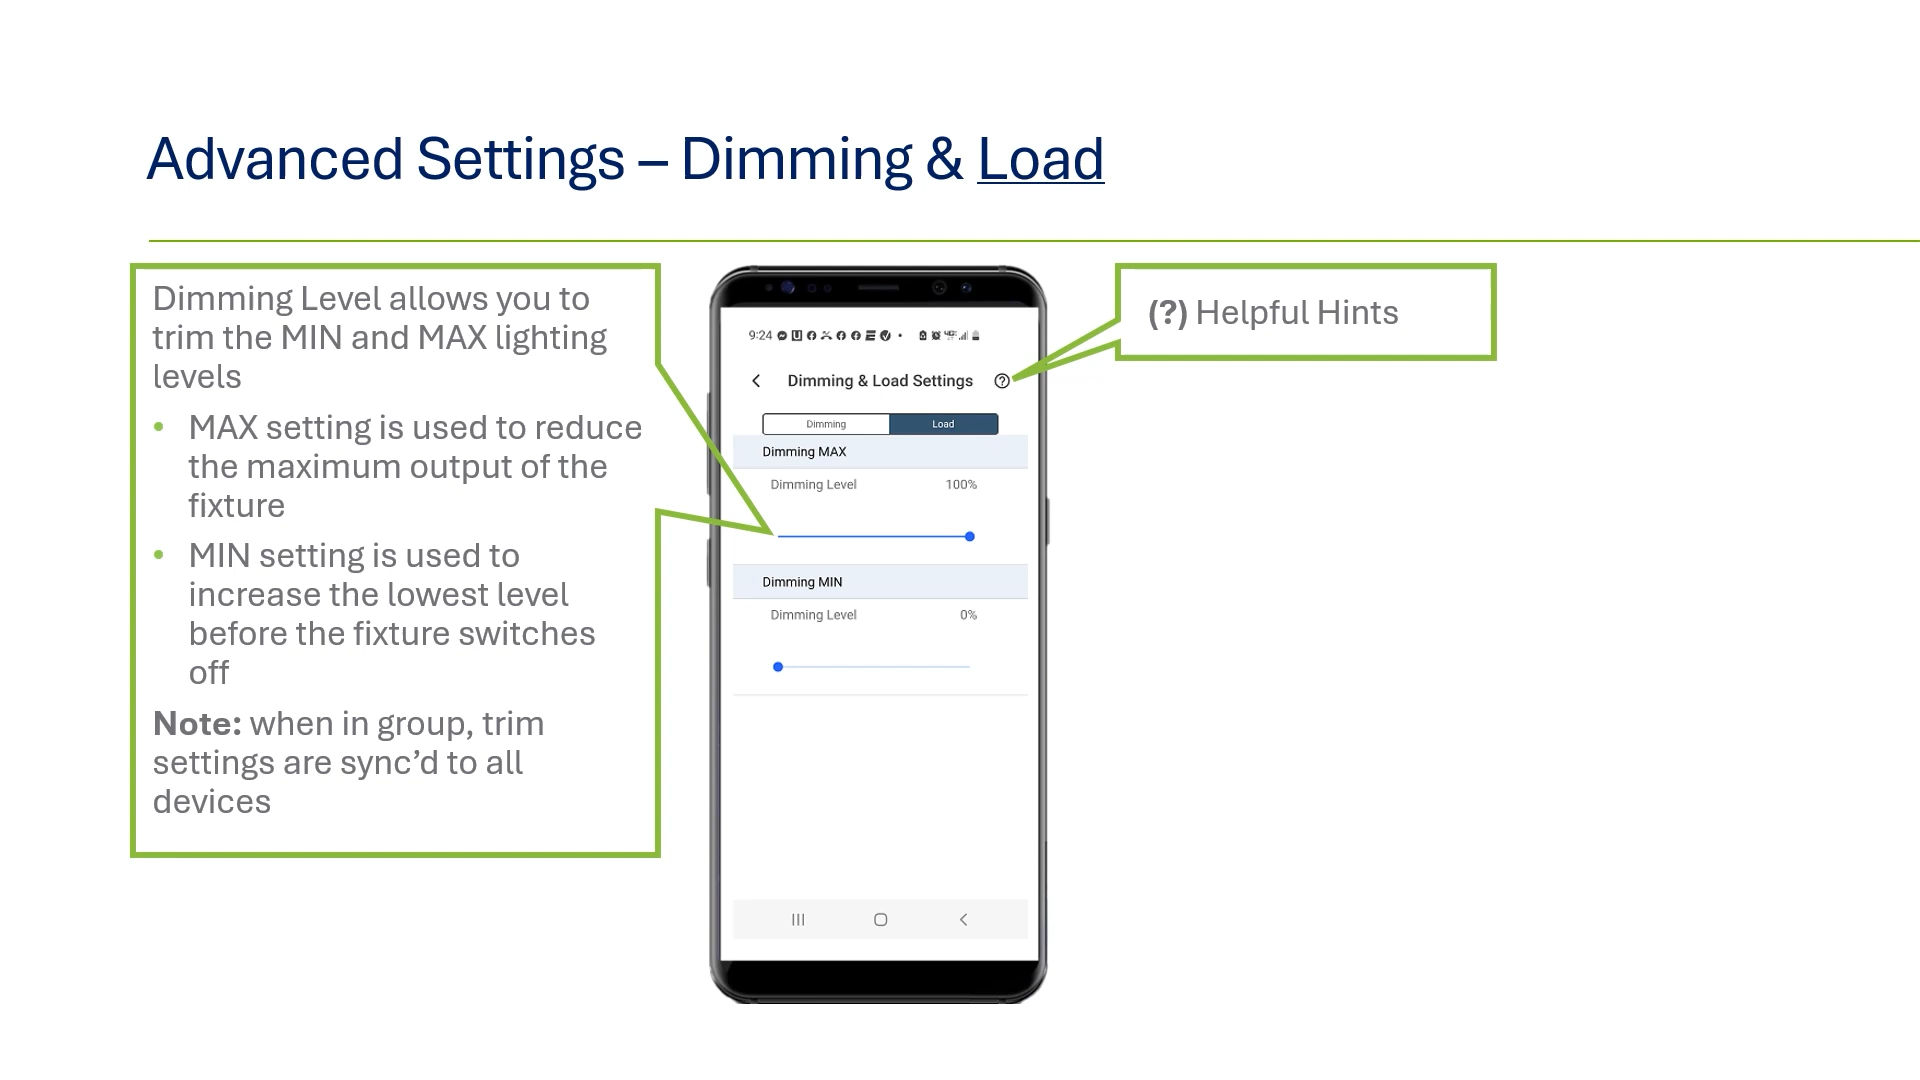 Advanced Settings – Dimming & Load
Dimming Level allows you to
trim the MIN and MAX lighting
levels
• MAX setting is used to reduce
the maximum output of the
fixture
• MIN setting is used to
increase the lowest level
before the fixture switches
off
Note: when in group, trim
settings are sync’d to all
devices
9:24
Dimming & Load Settings
Dimming Load
Dimming MAX
Dimming Level 100%
Dimming MIN
Dimming Level 0%
(?) Helpful Hints